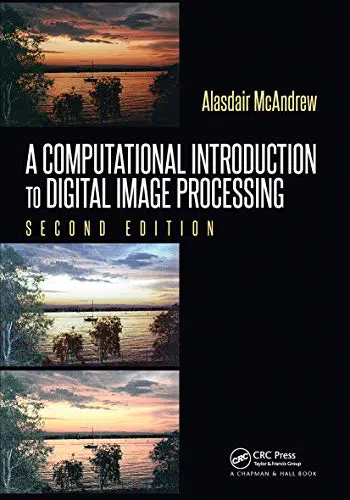 Alasdair McAndrew
A COMPUTATIONAL INTRODUCTION
TO DIGITAL IMAGE PROCESSING
SECOND EDITION
CRC
CRC Press
Taylor & Francis Group
A CHAPMAN & HALL BOOK